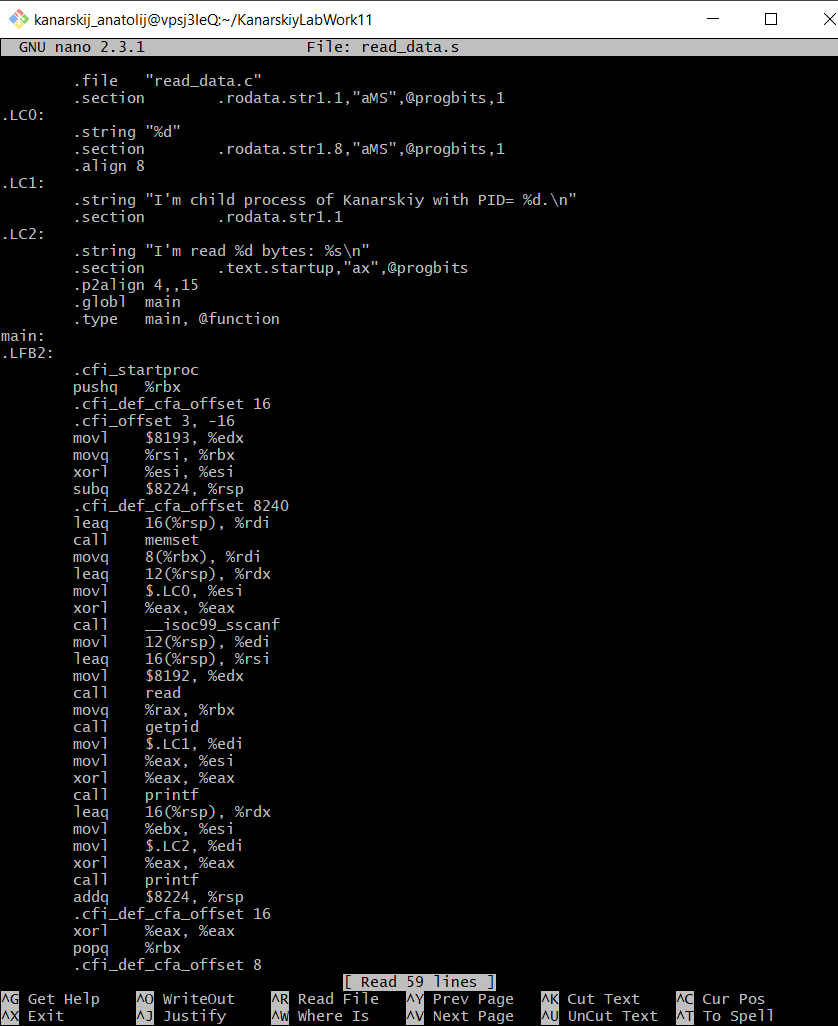 kanarskij_anatolij@vpsj3IeQ:~/KanarskiyLabWork11
GNU nano 2.3.1 File: read_data.s
.file "read_data.c"
.section .rodata.str1.1,"aMS",@progbits,1
.LC0:
.string "%d"
.section .rodata.str1.8,"aMS",@progbits,1
.align 8
.LC1:
.string "I'm child process of Kanarskiy with PID= %d.\n"
.section .rodata.str1.1
.LC2:
.string "I'm read %d bytes: %s\n"
.section .text.startup,"ax",@progbits
.p2align 4,,15
.globl main
.type main, @function
main:
.LFB2:
.cfi_startproc
pushq %rbx
.cfi_def_cfa_offset 16
.cfi_offset 3, -16
movl $8193, %edx
movq %rsi, %rbx
xorl %esi, %esi
subq $8224, %rsp
.cfi_def_cfa_offset 8240
leaq 16(%rsp), %rdi
call memset
movq 8(%rbx), %rdi
leaq 12(%rsp), %rdx
movl $.LC0, %esi
xorl %eax, %eax
call __isoc99_sscanf
movl 12(%rsp), %edi
leaq 16(%rsp), %rsi
movl $8192, %edx
call read
movq %rax, %rbx
call getpid
movl $.LC1, %edi
movl %eax, %esi
xorl %eax, %eax
call printf
leaq 16(%rsp), %rdx
movl %ebx, %esi
movl $.LC2, %edi
xorl %eax, %eax
call printf
addq $8224, %rsp
.cfi_def_cfa_offset 16
xorl %eax, %eax
popq %rbx
.cfi_def_cfa_offset 8
[ Read 59 lines ]
^G Get Help ^O WriteOut ^R Read File ^Y Prev Page ^K Cut Text ^C Cur Pos
^X Exit ^J Justify ^W Where Is ^V Next Page ^U UnCut Text ^T To Spell